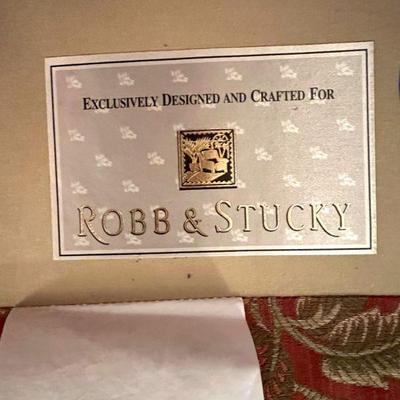 EXCLUSIVELY DESIGNED AND CRAFTED FOR
ROBB & STUCKY